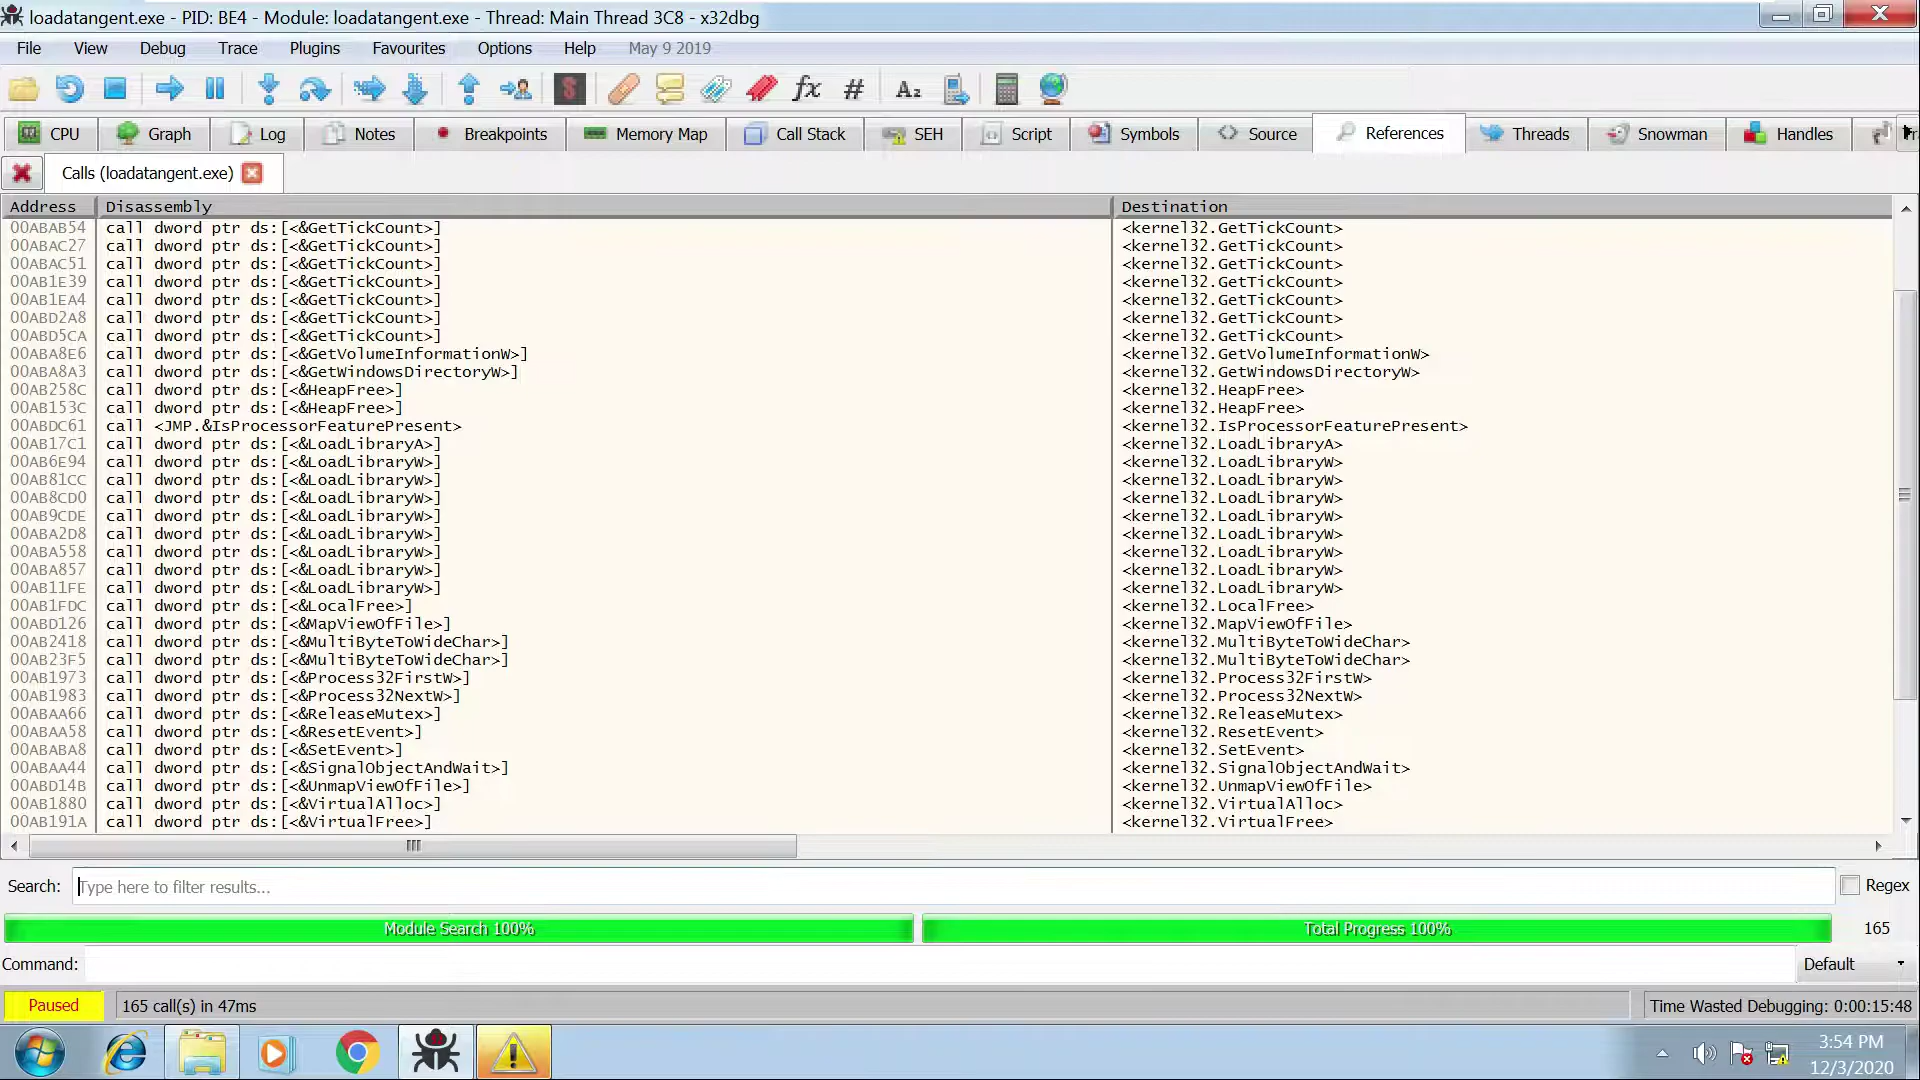 loadatangent.exe - PID: BE4 - Module: loadatangent.exe - Thread: Main Thread 3C8 - x32dbg
File View Debug Trace Plugins Favourites Options Help May 9 2019
CPU Graph Log Notes Breakpoints Memory Map Call Stack SEH Script Symbols Source References Threads Snowman Handles
Calls (loadatangent.exe)
Address Disassembly Destination
00ABAB54 call dword ptr ds:[<&GetTickCount>] <kernel32.GetTickCount>
00ABAC27 call dword ptr ds:[<&GetTickCount>] <kernel32.GetTickCount>
00ABAC51 call dword ptr ds:[<&GetTickCount>] <kernel32.GetTickCount>
00AB1E39 call dword ptr ds:[<&GetTickCount>] <kernel32.GetTickCount>
00AB1EA4 call dword ptr ds:[<&GetTickCount>] <kernel32.GetTickCount>
00ABD2A8 call dword ptr ds:[<&GetTickCount>] <kernel32.GetTickCount>
00ABD5CA call dword ptr ds:[<&GetTickCount>] <kernel32.GetTickCount>
00ABA8E6 call dword ptr ds:[<&GetVolumeInformationW>] <kernel32.GetVolumeInformationW>
00ABA8A3 call dword ptr ds:[<&GetWindowsDirectoryW>] <kernel32.GetWindowsDirectoryW>
00AB258C call dword ptr ds:[<&HeapFree>] <kernel32.HeapFree>
00AB153C call dword ptr ds:[<&HeapFree>] <kernel32.HeapFree>
00ABDC61 call <JMP.&IsProcessorFeaturePresent> <kernel32.IsProcessorFeaturePresent>
00AB17C1 call dword ptr ds:[<&LoadLibraryA>] <kernel32.LoadLibraryA>
00AB6E94 call dword ptr ds:[<&LoadLibraryW>] <kernel32.LoadLibraryW>
00AB81CC call dword ptr ds:[<&LoadLibraryW>] <kernel32.LoadLibraryW>
00AB8CD0 call dword ptr ds:[<&LoadLibraryW>] <kernel32.LoadLibraryW>
00AB9CDE call dword ptr ds:[<&LoadLibraryW>] <kernel32.LoadLibraryW>
00ABA2D8 call dword ptr ds:[<&LoadLibraryW>] <kernel32.LoadLibraryW>
00ABA558 call dword ptr ds:[<&LoadLibraryW>] <kernel32.LoadLibraryW>
00ABA857 call dword ptr ds:[<&LoadLibraryW>] <kernel32.LoadLibraryW>
00AB11FE call dword ptr ds:[<&LoadLibraryW>] <kernel32.LoadLibraryW>
00AB1FDC call dword ptr ds:[<&LocalFree>] <kernel32.LocalFree>
00ABD126 call dword ptr ds:[<&MapViewOfFile>] <kernel32.MapViewOfFile>
00AB2418 call dword ptr ds:[<&MultiByteToWideChar>] <kernel32.MultiByteToWideChar>
00AB23F5 call dword ptr ds:[<&MultiByteToWideChar>] <kernel32.MultiByteToWideChar>
00AB1973 call dword ptr ds:[<&Process32FirstW>] <kernel32.Process32FirstW>
00AB1983 call dword ptr ds:[<&Process32NextW>] <kernel32.Process32NextW>
00ABAA66 call dword ptr ds:[<&ReleaseMutex>] <kernel32.ReleaseMutex>
00ABAA58 call dword ptr ds:[<&ResetEvent>] <kernel32.ResetEvent>
00ABABA8 call dword ptr ds:[<&SetEvent>] <kernel32.SetEvent>
00ABAA44 call dword ptr ds:[<&SignalObjectAndWait>] <kernel32.SignalObjectAndWait>
00ABD14B call dword ptr ds:[<&UnmapViewOfFile>] <kernel32.UnmapViewOfFile>
00AB1880 call dword ptr ds:[<&VirtualAlloc>] <kernel32.VirtualAlloc>
00AB191A call dword ptr ds:[<&VirtualFree>] <kernel32.VirtualFree>
Search: Type here to filter results... Regex
Module Search 100% Total Progress 100% 165
Command: Default
Paused 165 call(s) in 47ms Time Wasted Debugging: 0:00:15:48
3:54 PM
12/3/2020